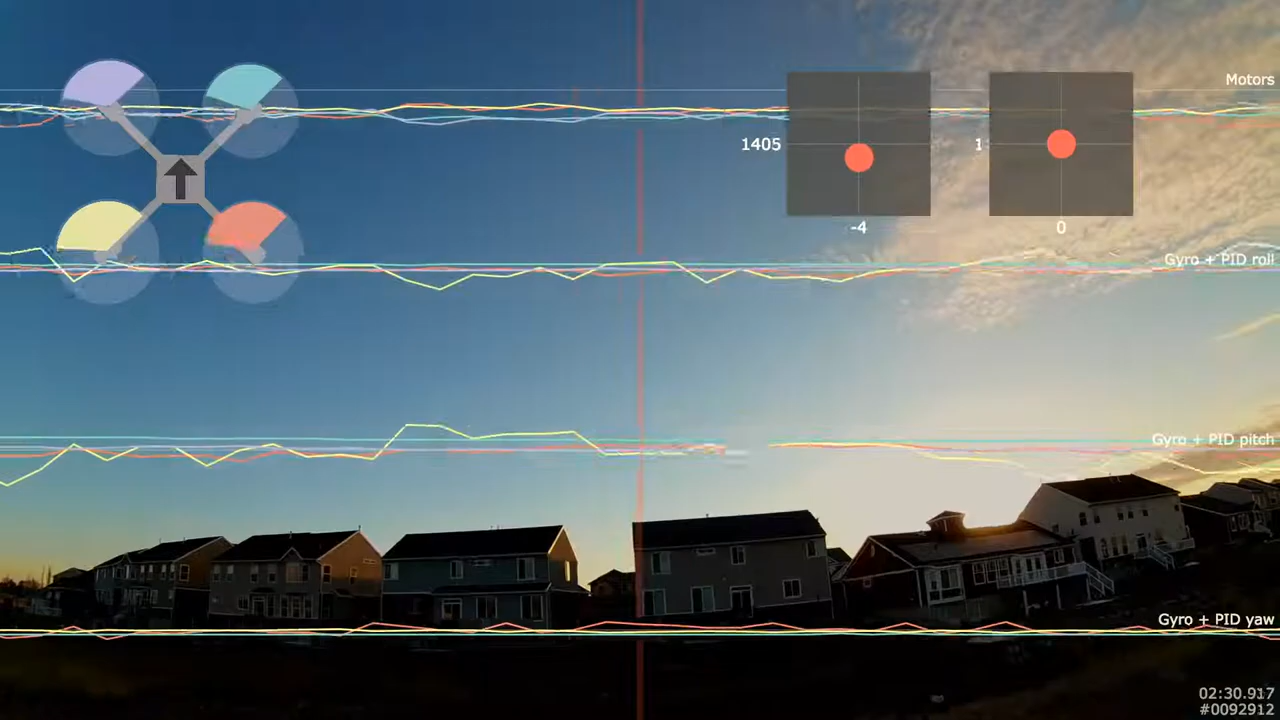 Motors
1405
1
-4
0
Gyro + PID roll
Gyro + PID pitch
Gyro + PID yaw
02:30.917
#0092912